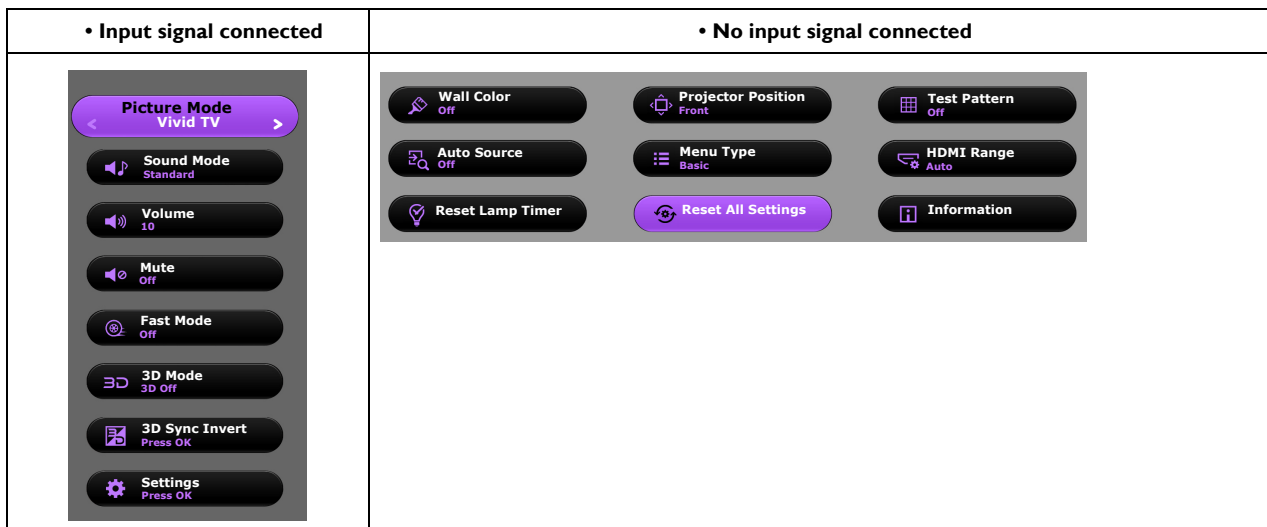 • Input signal connected
• No input signal connected
Picture Mode
< Vivid TV >
Sound Mode
Standard
Volume
10
Mute
Off
Fast Mode
Off
3D
3D Mode
3D Off
3D Sync Invert
Press OK
Settings
Press OK
Wall Color
Off
Projector Position
Front
Test Pattern
Off
Auto Source
Off
Menu Type
Basic
HDMI Range
Auto
Reset Lamp Timer
Reset All Settings
Information